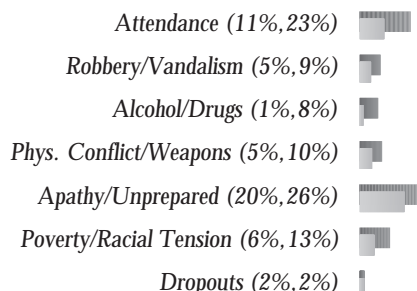 Attendance (11%,23%)
Robbery/Vandalism (5%,9%)
Alcohol/Drugs (1%,8%)
Phys. Conflict/Weapons (5%,10%)
Apathy/Unprepared (20%,26%)
Poverty/Racial Tension (6%,13%)
Dropouts (2%,2%)